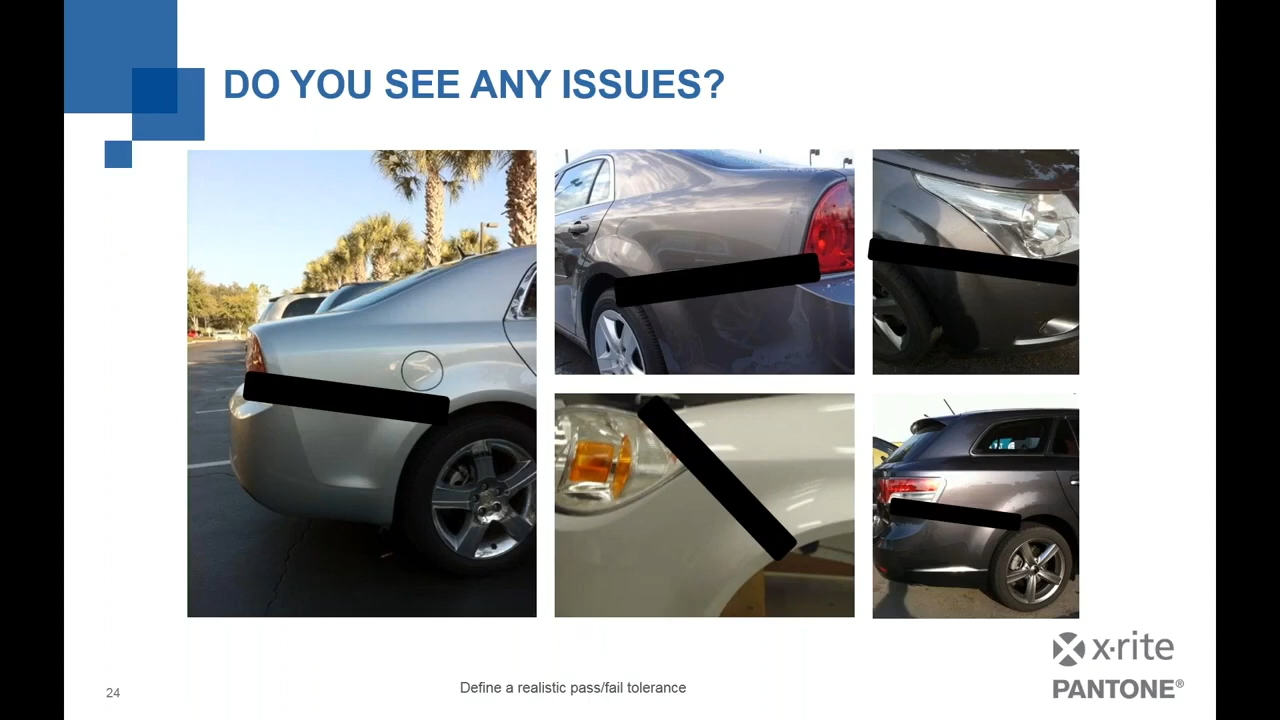 DO YOU SEE ANY ISSUES?
x·rite
PANTONE®
24
Define a realistic pass/fail tolerance